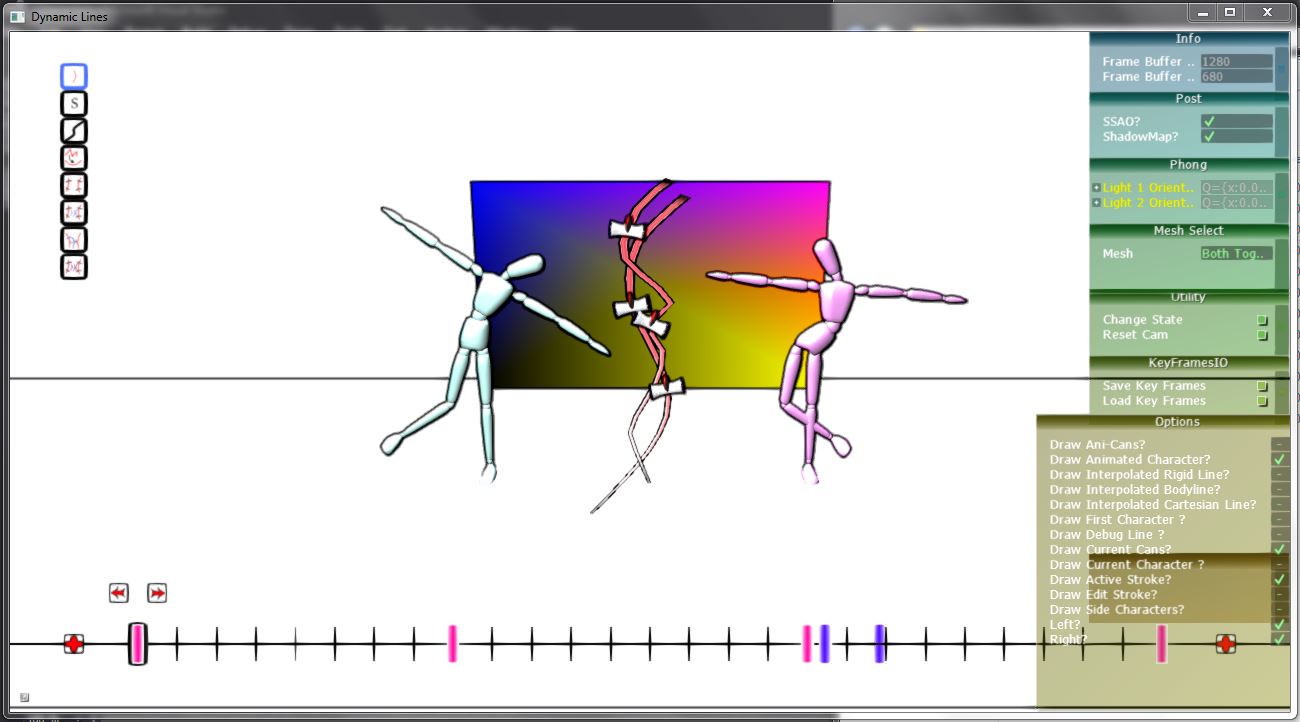 Dynamic Lines
S
Info
Frame Buffer .. 1280
Frame Buffer .. 680
Post
SSAO?
ShadowMap?
Phong
Light 1 Orient.. Q={x:0.0..
Light 2 Orient.. Q={x:0.0..
Mesh Select
Mesh Both Tog..
Utility
Change State
Reset Cam
KeyFramesIO
Save Key Frames
Load Key Frames
Options
Draw Ani-Cans?
Draw Animated Character?
Draw Interpolated Rigid Line?
Draw Interpolated Bodyline?
Draw Interpolated Cartesian Line?
Draw First Character ?
Draw Debug Line ?
Draw Current Cans?
Draw Current Character ?
Draw Active Stroke?
Draw Edit Stroke?
Draw Side Characters?
Left?
Right?